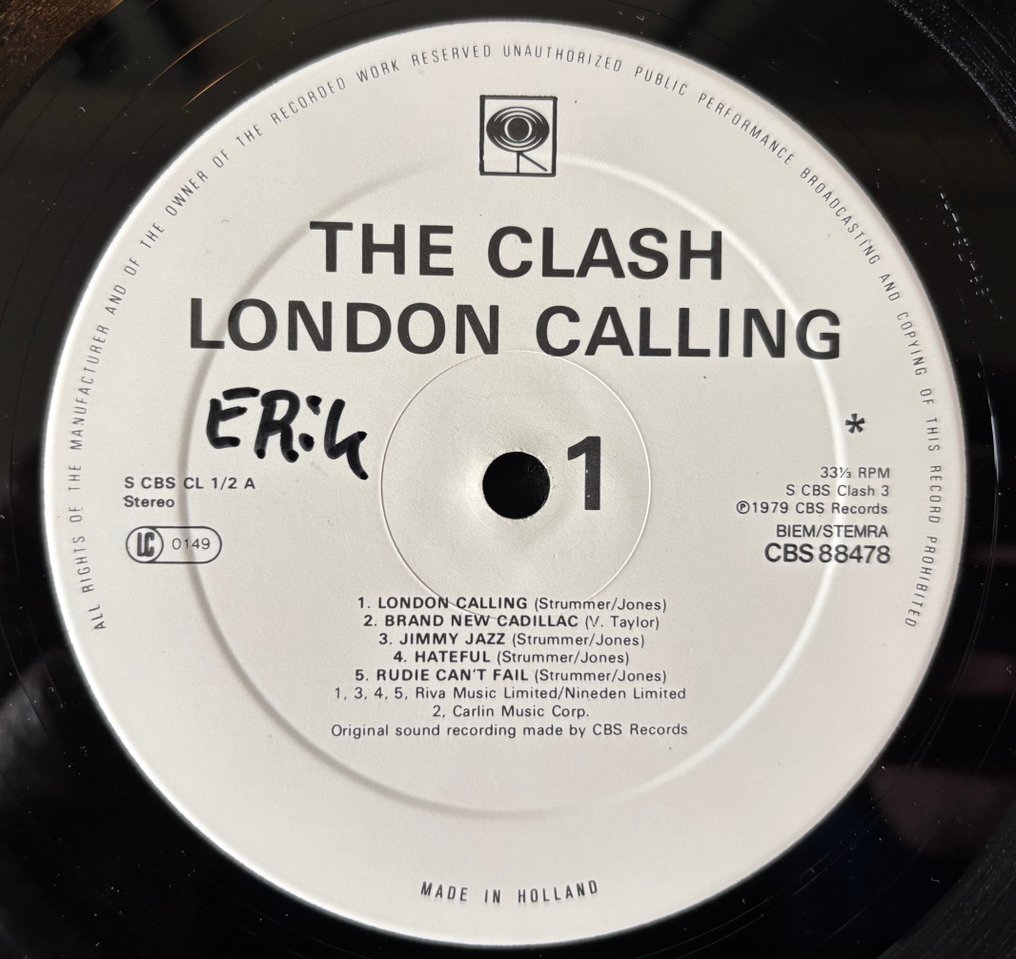 ALL RIGHTS OF THE MANUFACTURER AND OF THE OWNER OF THE RECORDED WORK RESERVED UNAUTHORIZED PUBLIC PERFORMANCE BROADCASTING AND COPYING OF THIS RECORD PROHIBITED
THE CLASH
LONDON CALLING
ERik
1
*
S CBS CL 1/2 A
Stereo
LC 0149
33⅓ RPM
S CBS Clash 3
℗1979 CBS Records
BIEM/STEMRA
CBS 88478
1. LONDON CALLING (Strummer/Jones)
2. BRAND NEW CADILLAC (V. Taylor)
3. JIMMY JAZZ (Strummer/Jones)
4. HATEFUL (Strummer/Jones)
5. RUDIE CAN'T FAIL (Strummer/Jones)
1, 3, 4, 5, Riva Music Limited/Nineden Limited
2, Carlin Music Corp.
Original sound recording made by CBS Records
MADE IN HOLLAND